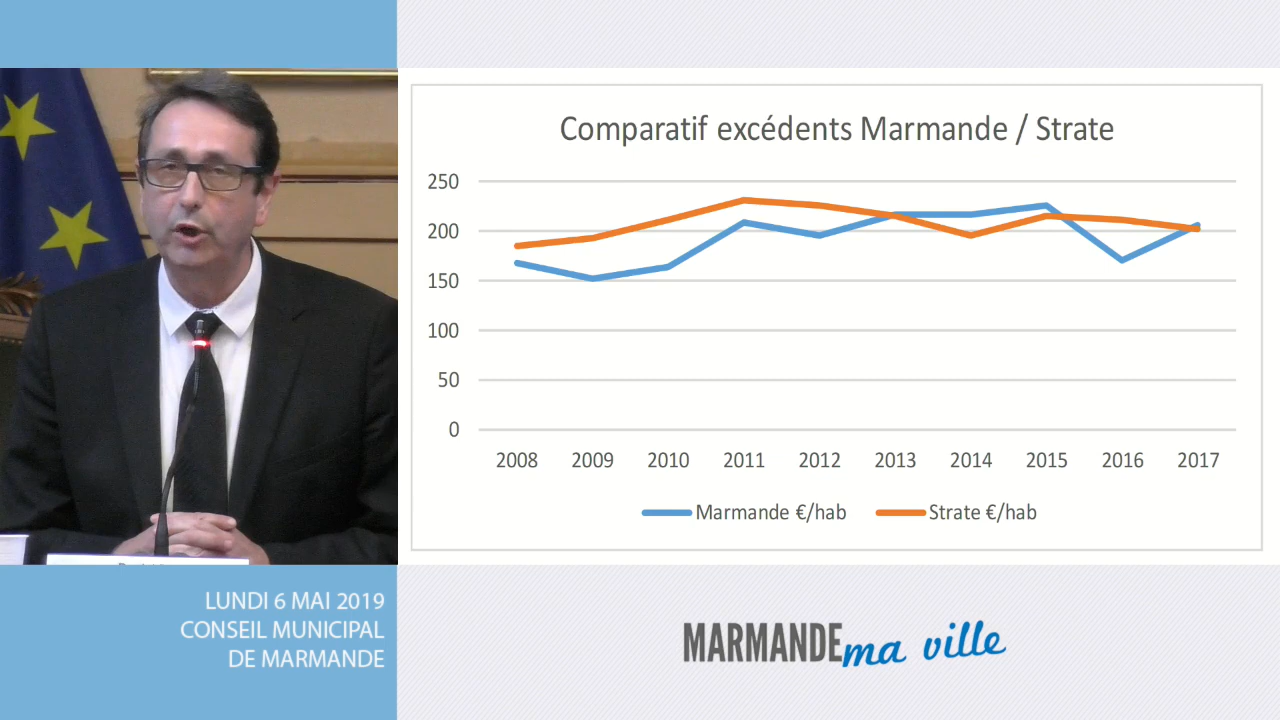 Comparatif excédents Marmande / Strate
250
200
150
100
50
0
2008 2009 2010 2011 2012 2013 2014 2015 2016 2017
Marmande €/hab Strate €/hab
LUNDI 6 MAI 2019
CONSEIL MUNICIPAL
DE MARMANDE
MARMANDE ma ville